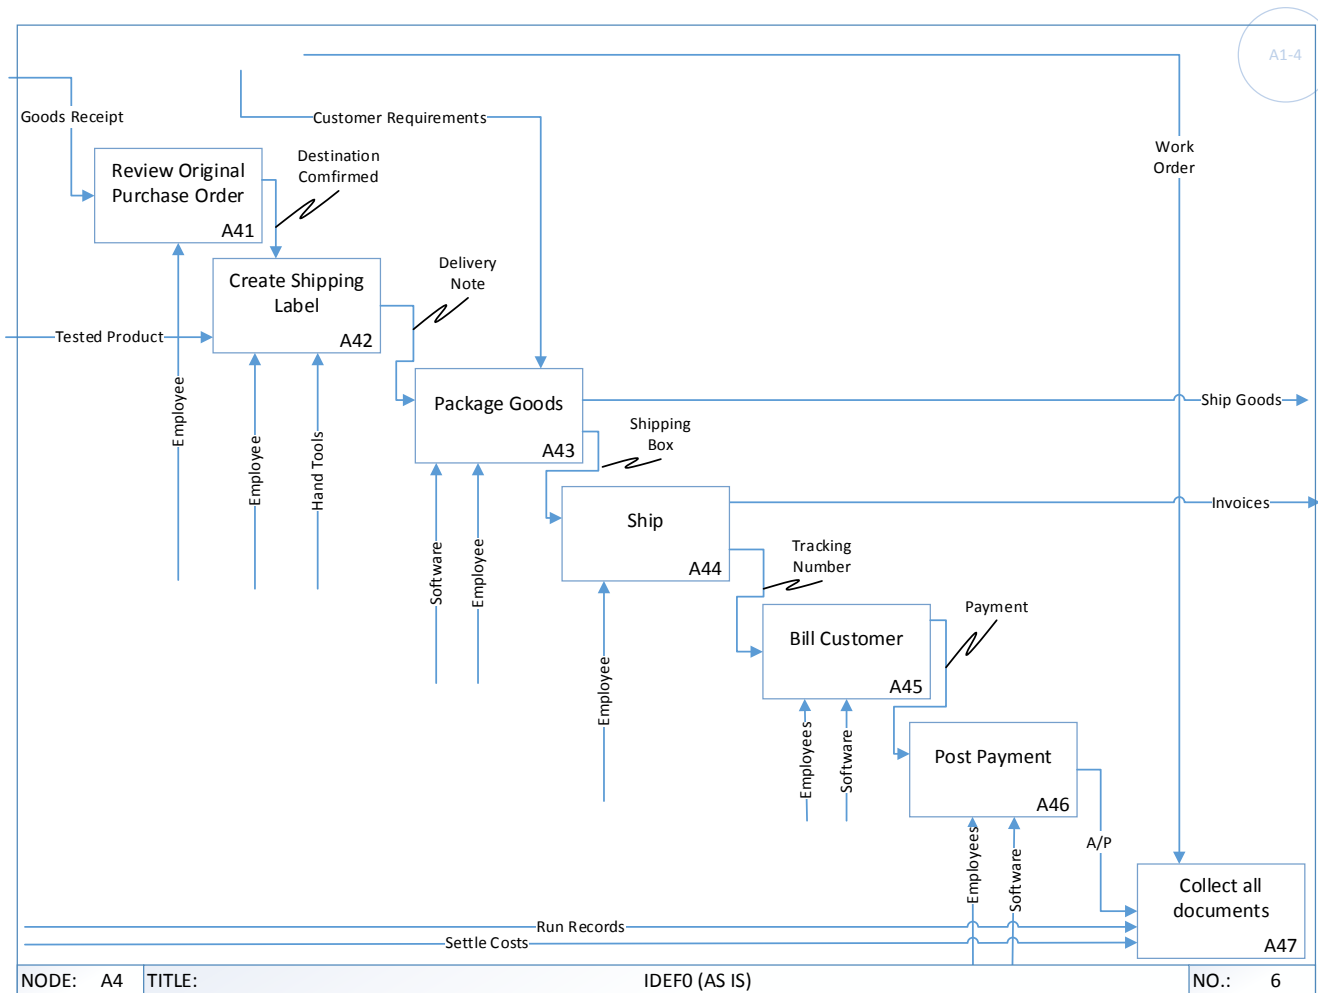 A1-4
Goods Receipt
Customer Requirements
Work
Order
Destination
Comfirmed
Review Original
Purchase Order
A41
Create Shipping
Label
A42
Delivery
Note
Tested Product
Employee
Employee
Hand Tools
Package Goods
A43
Ship Goods
Shipping
Box
Software
Employee
Ship
A44
Invoices
Employee
Tracking
Number
Bill Customer
A45
Payment
Employees
Software
Post Payment
A46
Employees
Software
A/P
Collect all
documents
A47
Run Records
Settle Costs
NODE: A4 TITLE: IDEF0 (AS IS) NO.: 6